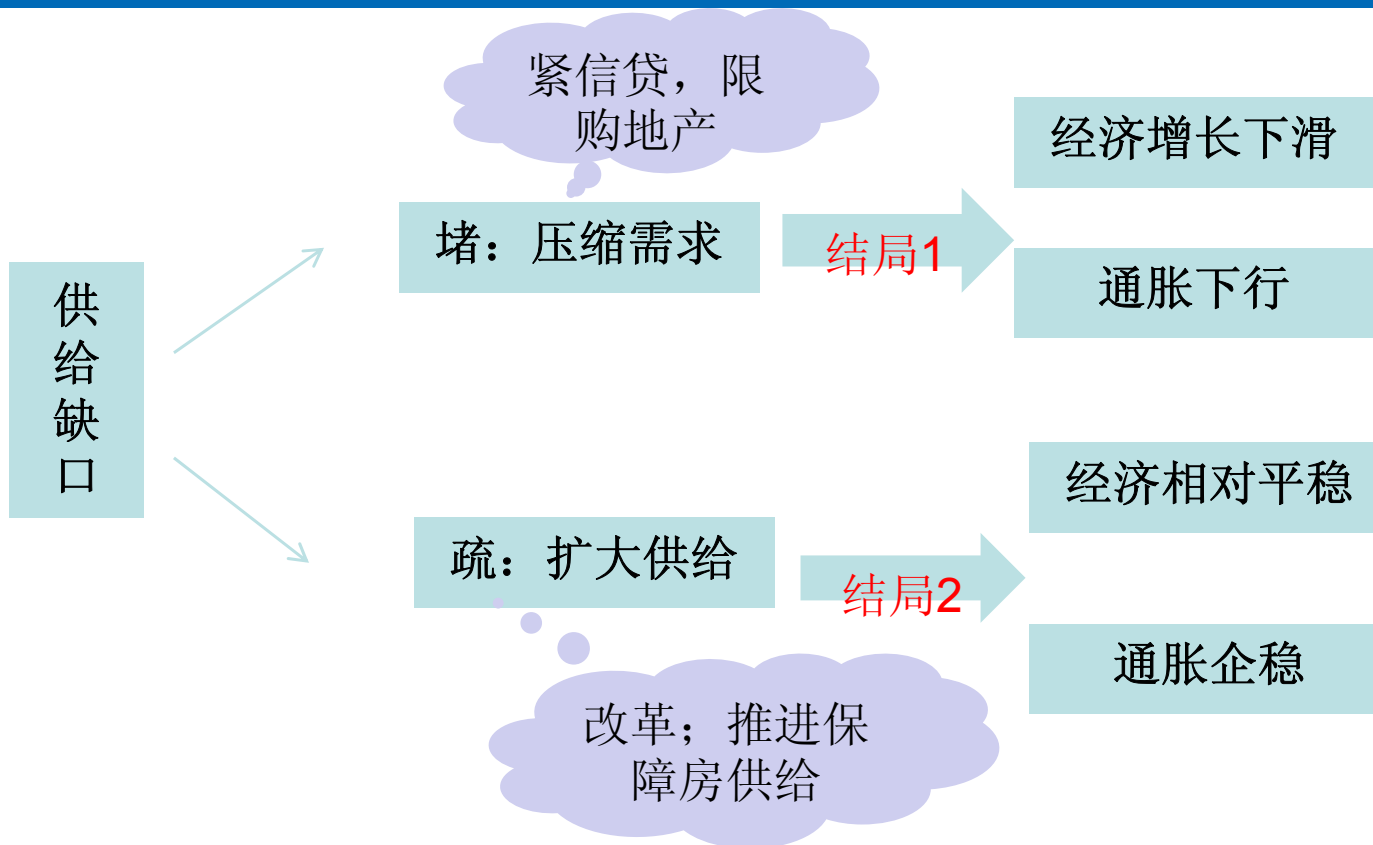 紧信贷，限
购地产
经济增长下滑
堵：压缩需求
结局1
通胀下行
供
给
缺
口
经济相对平稳
疏：扩大供给
结局2
通胀企稳
改革；推进保
障房供给